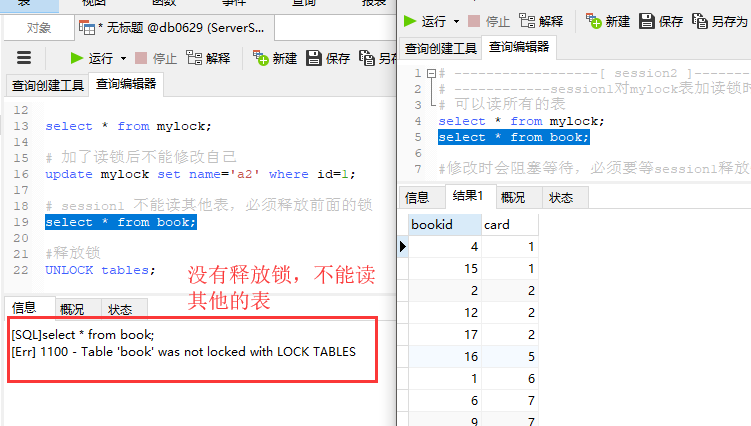 表 视图 函数 事件 查询 报表
对象 * 无标题 @db0629 (ServerS...
运行 停止 解释 新建 保存 另存
查询创建工具 查询编辑器
12
13 select * from mylock;
14
15 # 加了读锁后不能修改自己
16 update mylock set name='a2' where id=1;
17
18 # session1 不能读其他表，必须释放前面的锁
19 select * from book;
20
21 #释放锁
22 UNLOCK tables;
没有释放锁，不能读
其他的表
信息 概况 状态
[SQL]select * from book;
[Err] 1100 - Table 'book' was not locked with LOCK TABLES
运行 停止 解释 新建 保存 另存为
查询创建工具 查询编辑器
1 # ------------------[ session2 ]--------
2 # ------------session1对mylock表加读锁时
3 # 可以读所有的表
4 select * from mylock;
5 select * from book;
6
7 #修改时会阻塞等待，必须要等session1释放
信息 结果1 概况 状态
bookid card
4 1
15 1
2 2
12 2
17 2
16 5
1 6
6 7
9 7